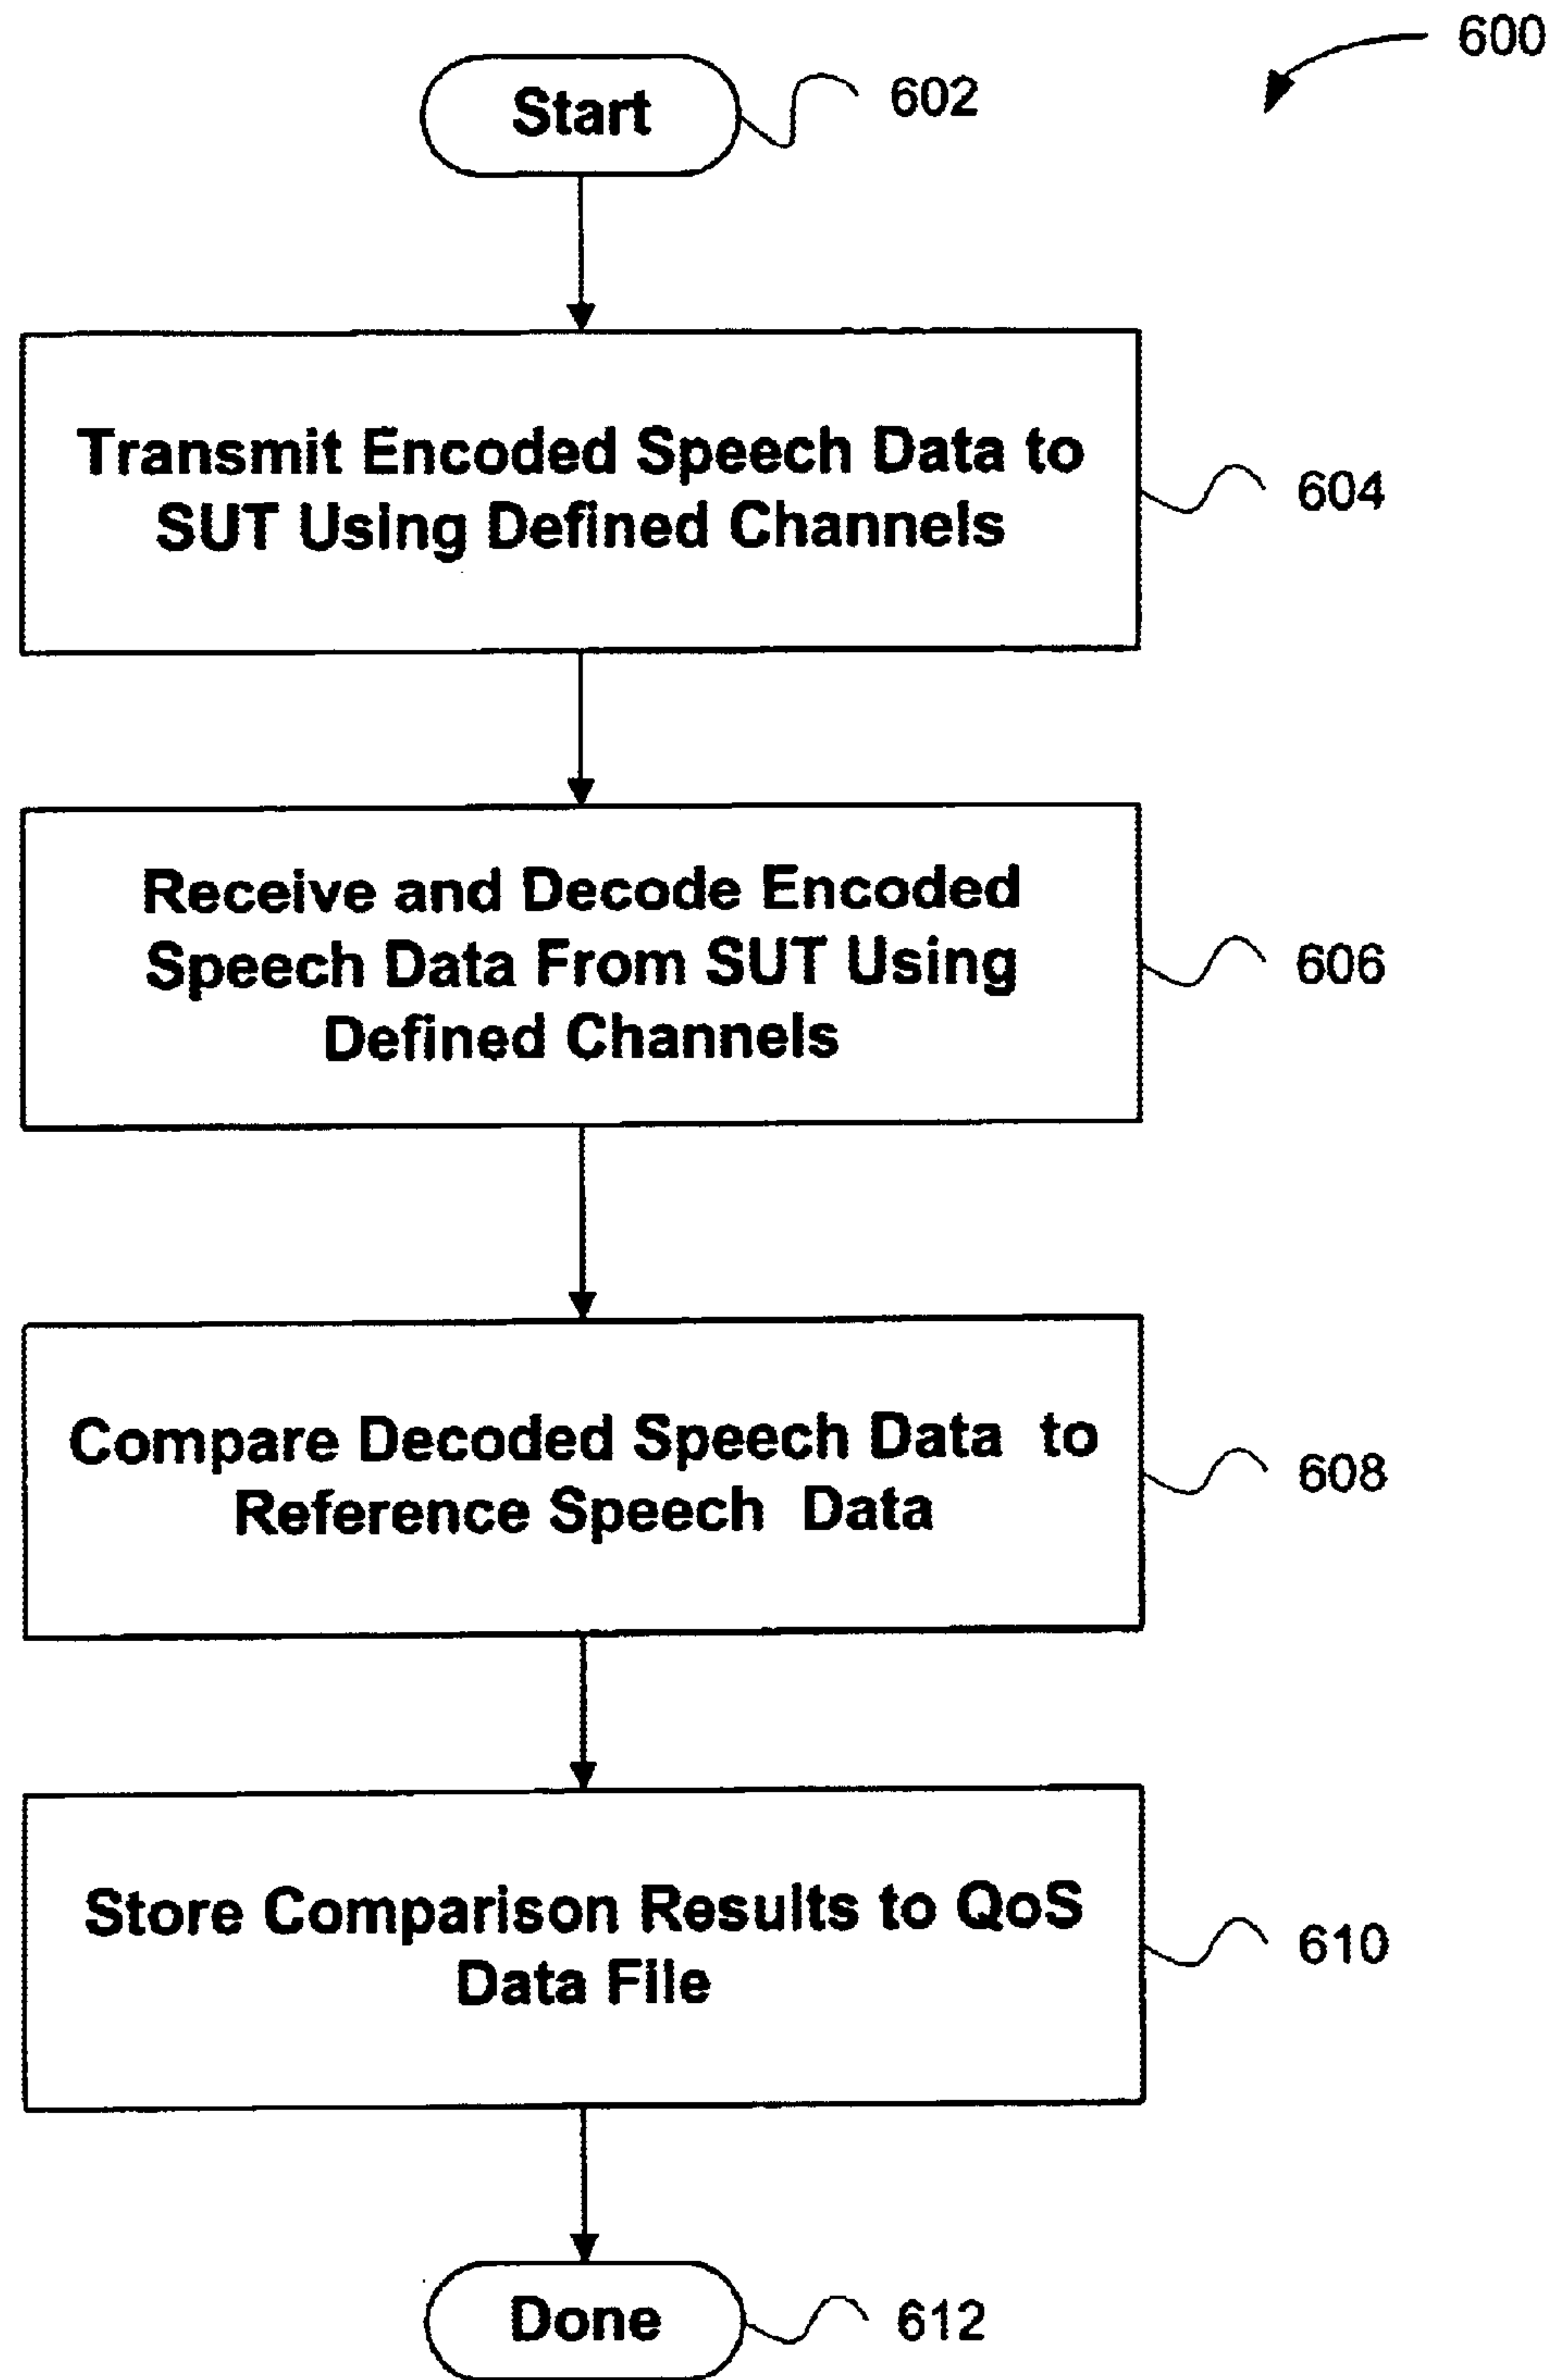 600
Start
602
Transmit Encoded Speech Data to
SUT Using Defined Channels
604
Receive and Decode Encoded
Speech Data From SUT Using
Defined Channels
606
Compare Decoded Speech Data to
Reference Speech Data
608
Store Comparison Results to QoS
Data File
610
Done
612